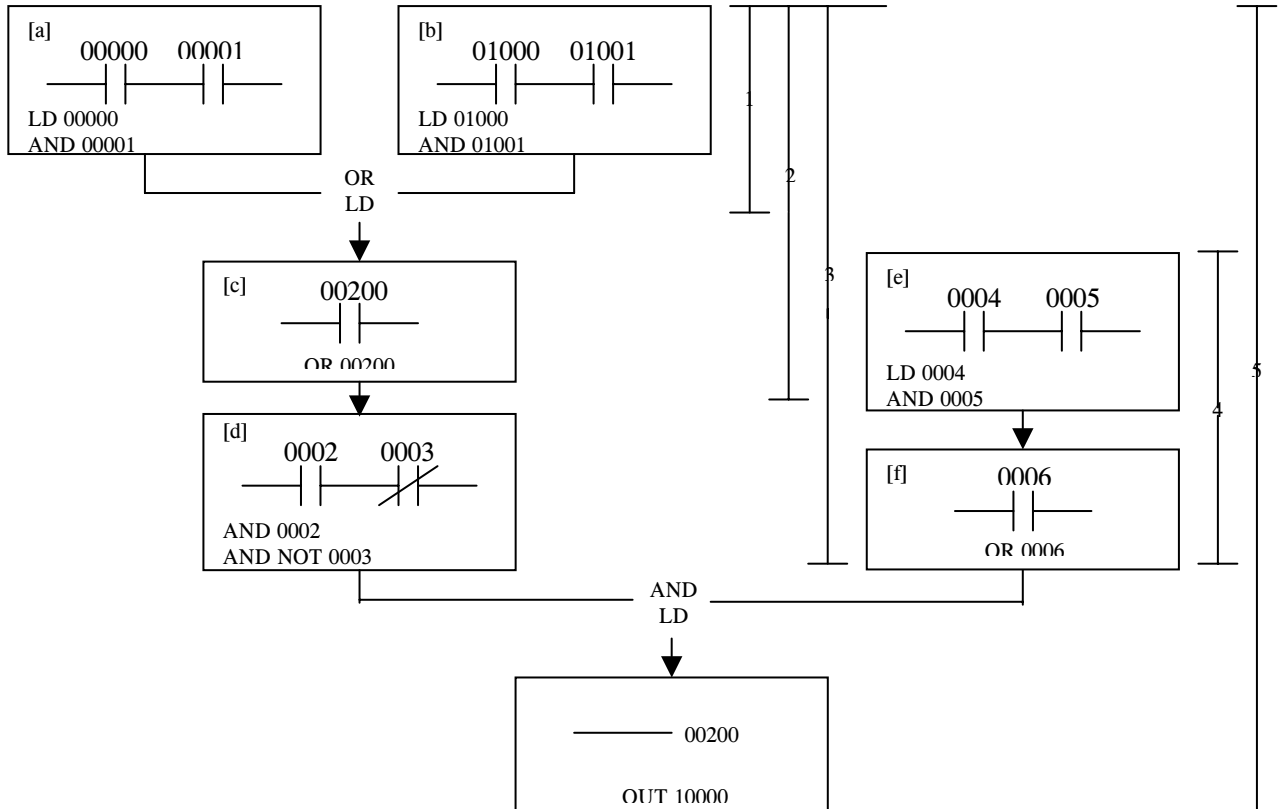 [a]
00000 00001
LD 00000
AND 00001
[b]
01000 01001
LD 01000
AND 01001
OR
LD
1
2
3
[c]
00200
OR 00200
[d]
0002 0003
AND 0002
AND NOT 0003
[e]
0004 0005
LD 0004
AND 0005
[f]
0006
OR 0006
4
5
AND
LD
00200
OUT 10000